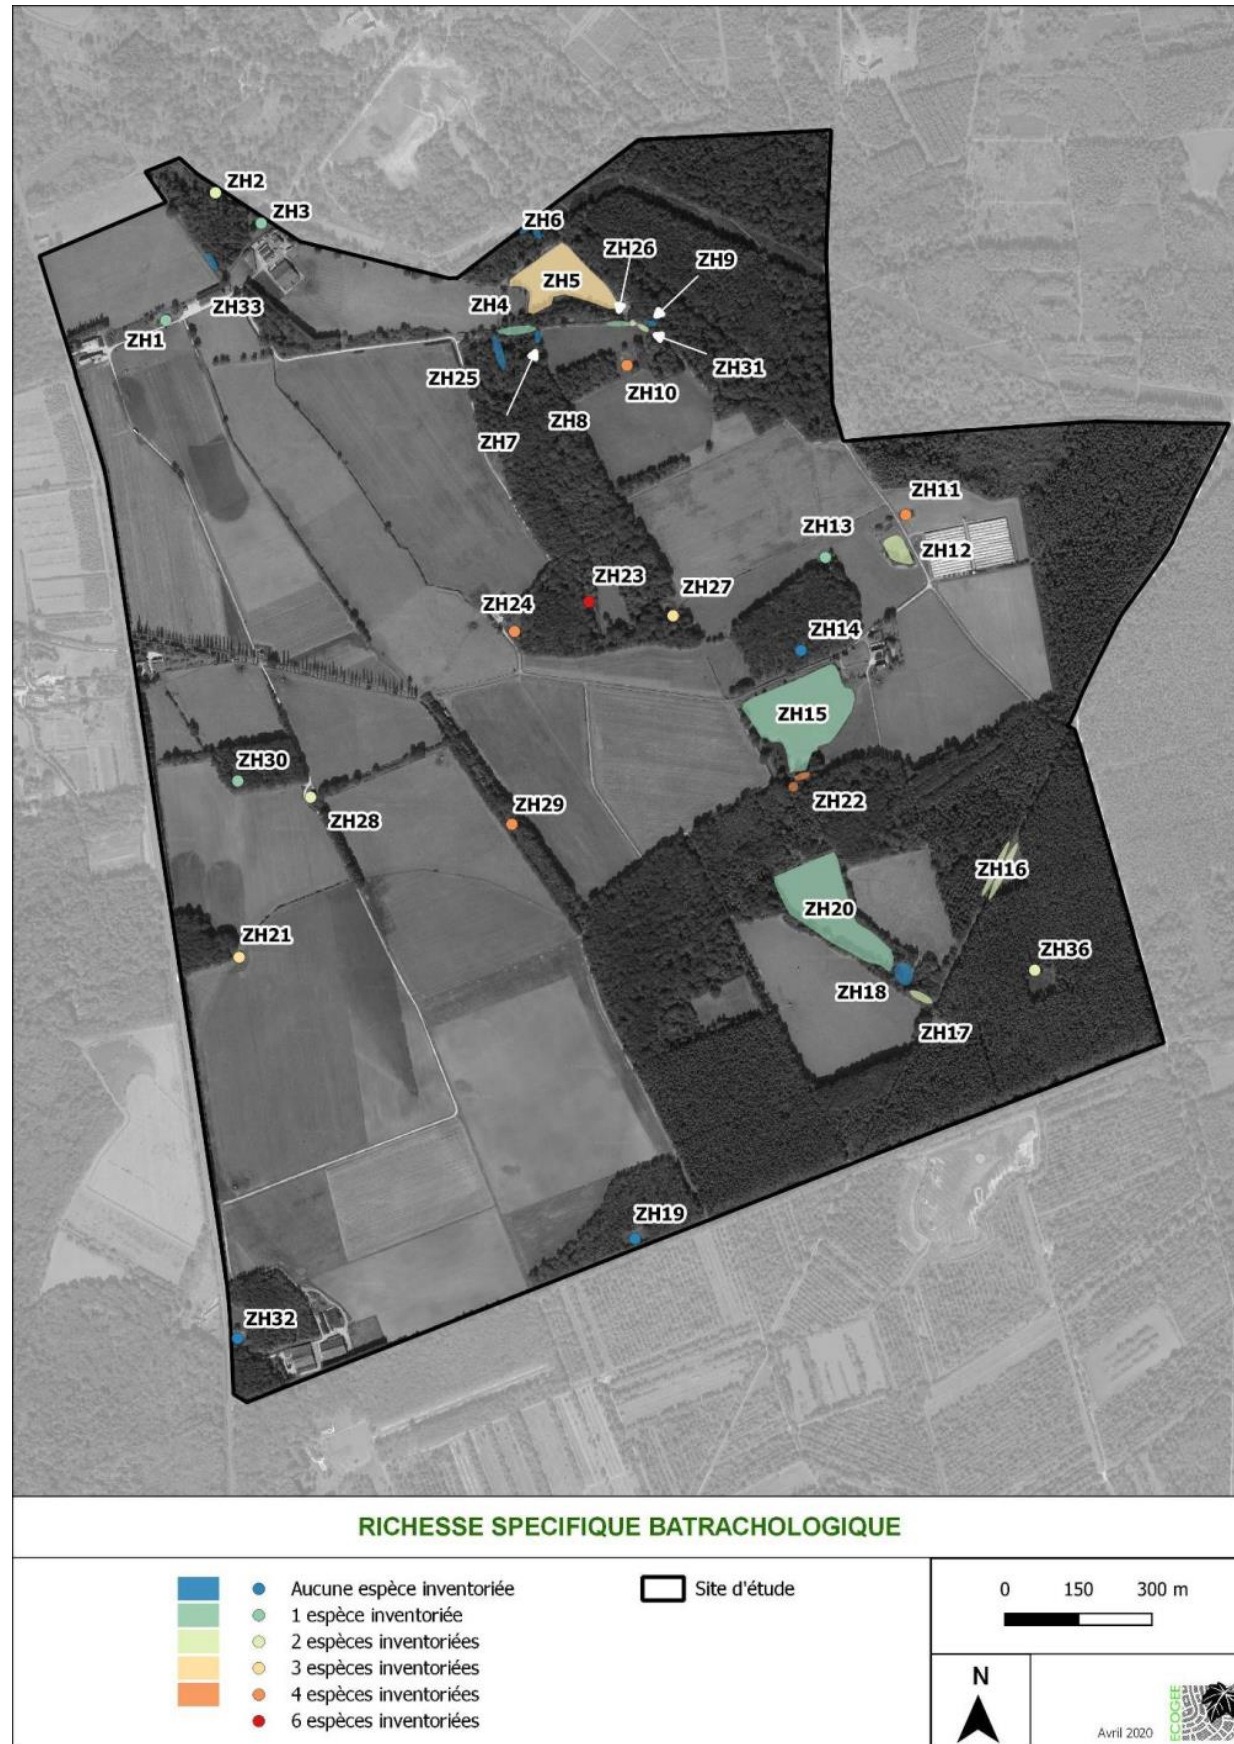 ZH2
ZH3
ZH6
ZH26
ZH9
ZH5
ZH4
ZH33
ZH1
ZH31
ZH25
ZH10
ZH8
ZH7
ZH11
ZH13
ZH12
ZH23
ZH27
ZH24
ZH14
ZH15
ZH30
ZH22
ZH29
ZH28
ZH16
ZH20
ZH21
ZH36
ZH18
ZH17
ZH19
ZH32
RICHESSE SPECIFIQUE BATRACHOLOGIQUE
Aucune espèce inventoriée
1 espèce inventoriée
2 espèces inventoriées
3 espèces inventoriées
4 espèces inventoriées
6 espèces inventoriées
Site d'étude
0 150 300 m
N
Avril 2020
ECOGEE